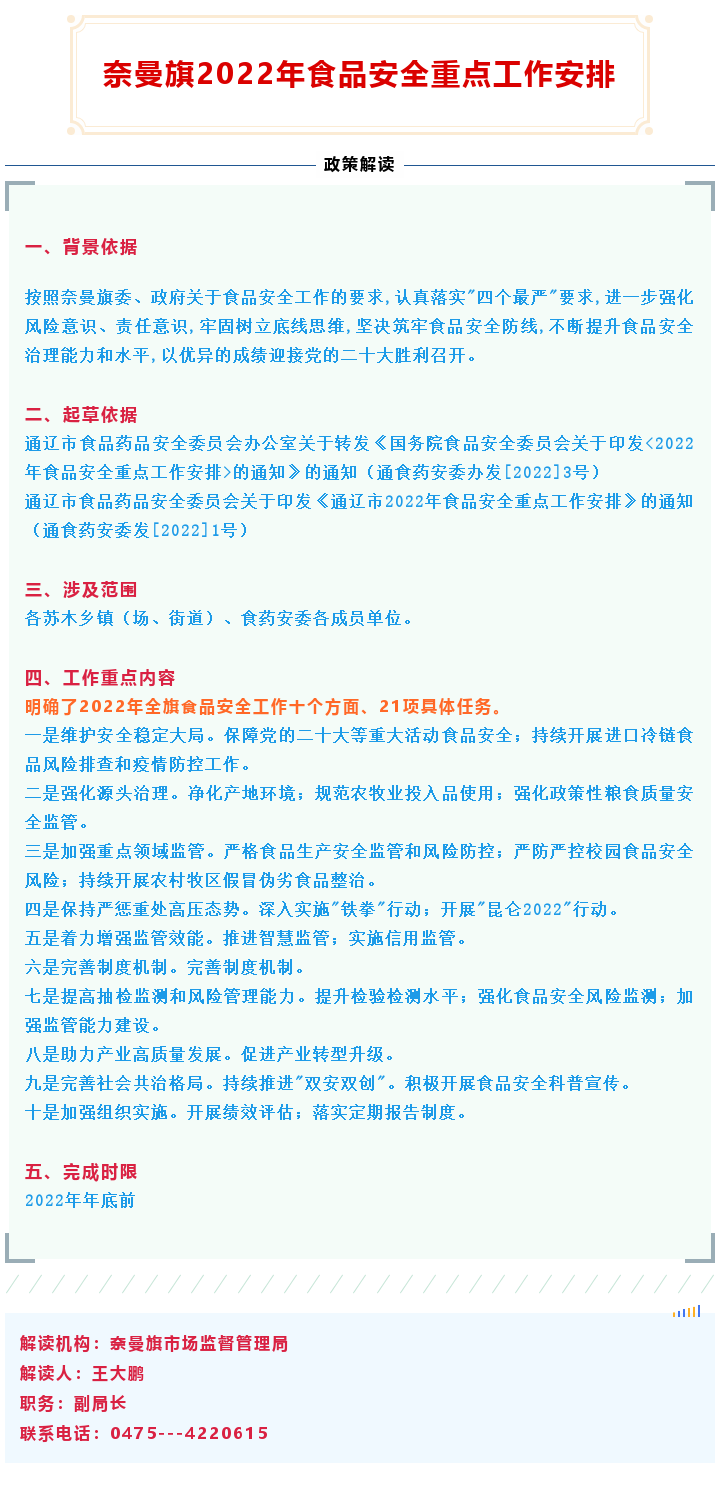 奈曼旗2022年食品安全重点工作安排
政策解读
一、背景依据
按照奈曼旗委、政府关于食品安全工作的要求,认真落实"四个最严"要求,进一步强化
风险意识、责任意识,牢固树立底线思维,坚决筑牢食品安全防线,不断提升食品安全
治理能力和水平,以优异的成绩迎接党的二十大胜利召开。
二、起草依据
通辽市食品药品安全委员会办公室关于转发《国务院食品安全委员会关于印发<2022
年食品安全重点工作安排>的通知》的通知（通食药安委办发[2022]3号）
通辽市食品药品安全委员会关于印发《通辽市2022年食品安全重点工作安排》的通知
（通食药安委发[2022]1号）
三、涉及范围
各苏木乡镇（场、街道）、食药安委各成员单位。
四、工作重点内容
明确了2022年全旗食品安全工作十个方面、21项具体任务。
一是维护安全稳定大局。保障党的二十大等重大活动食品安全；持续开展进口冷链食
品风险排查和疫情防控工作。
二是强化源头治理。净化产地环境；规范农牧业投入品使用；强化政策性粮食质量安
全监管。
三是加强重点领域监管。严格食品生产安全监管和风险防控；严防严控校园食品安全
风险；持续开展农村牧区假冒伪劣食品整治。
四是保持严惩重处高压态势。深入实施"铁拳"行动；开展"昆仑2022"行动。
五是着力增强监管效能。推进智慧监管；实施信用监管。
六是完善制度机制。完善制度机制。
七是提高抽检监测和风险管理能力。提升检验检测水平；强化食品安全风险监测；加
强监管能力建设。
八是助力产业高质量发展。促进产业转型升级。
九是完善社会共治格局。持续推进"双安双创"。积极开展食品安全科普宣传。
十是加强组织实施。开展绩效评估；落实定期报告制度。
五、完成时限
2022年年底前
解读机构：奈曼旗市场监督管理局
解读人：王大鹏
职务：副局长
联系电话：0475---4220615